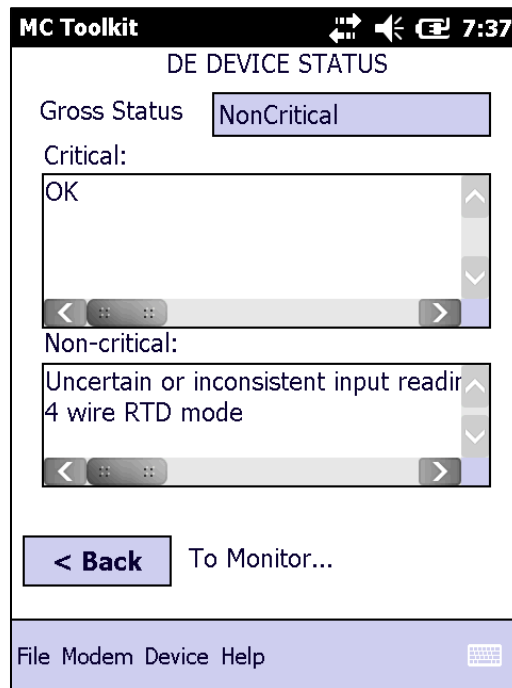 MC Toolkit 7:37
DE DEVICE STATUS
Gross Status NonCritical
Critical:
OK
Non-critical:
Uncertain or inconsistent input readin
4 wire RTD mode
< Back To Monitor...
File Modem Device Help